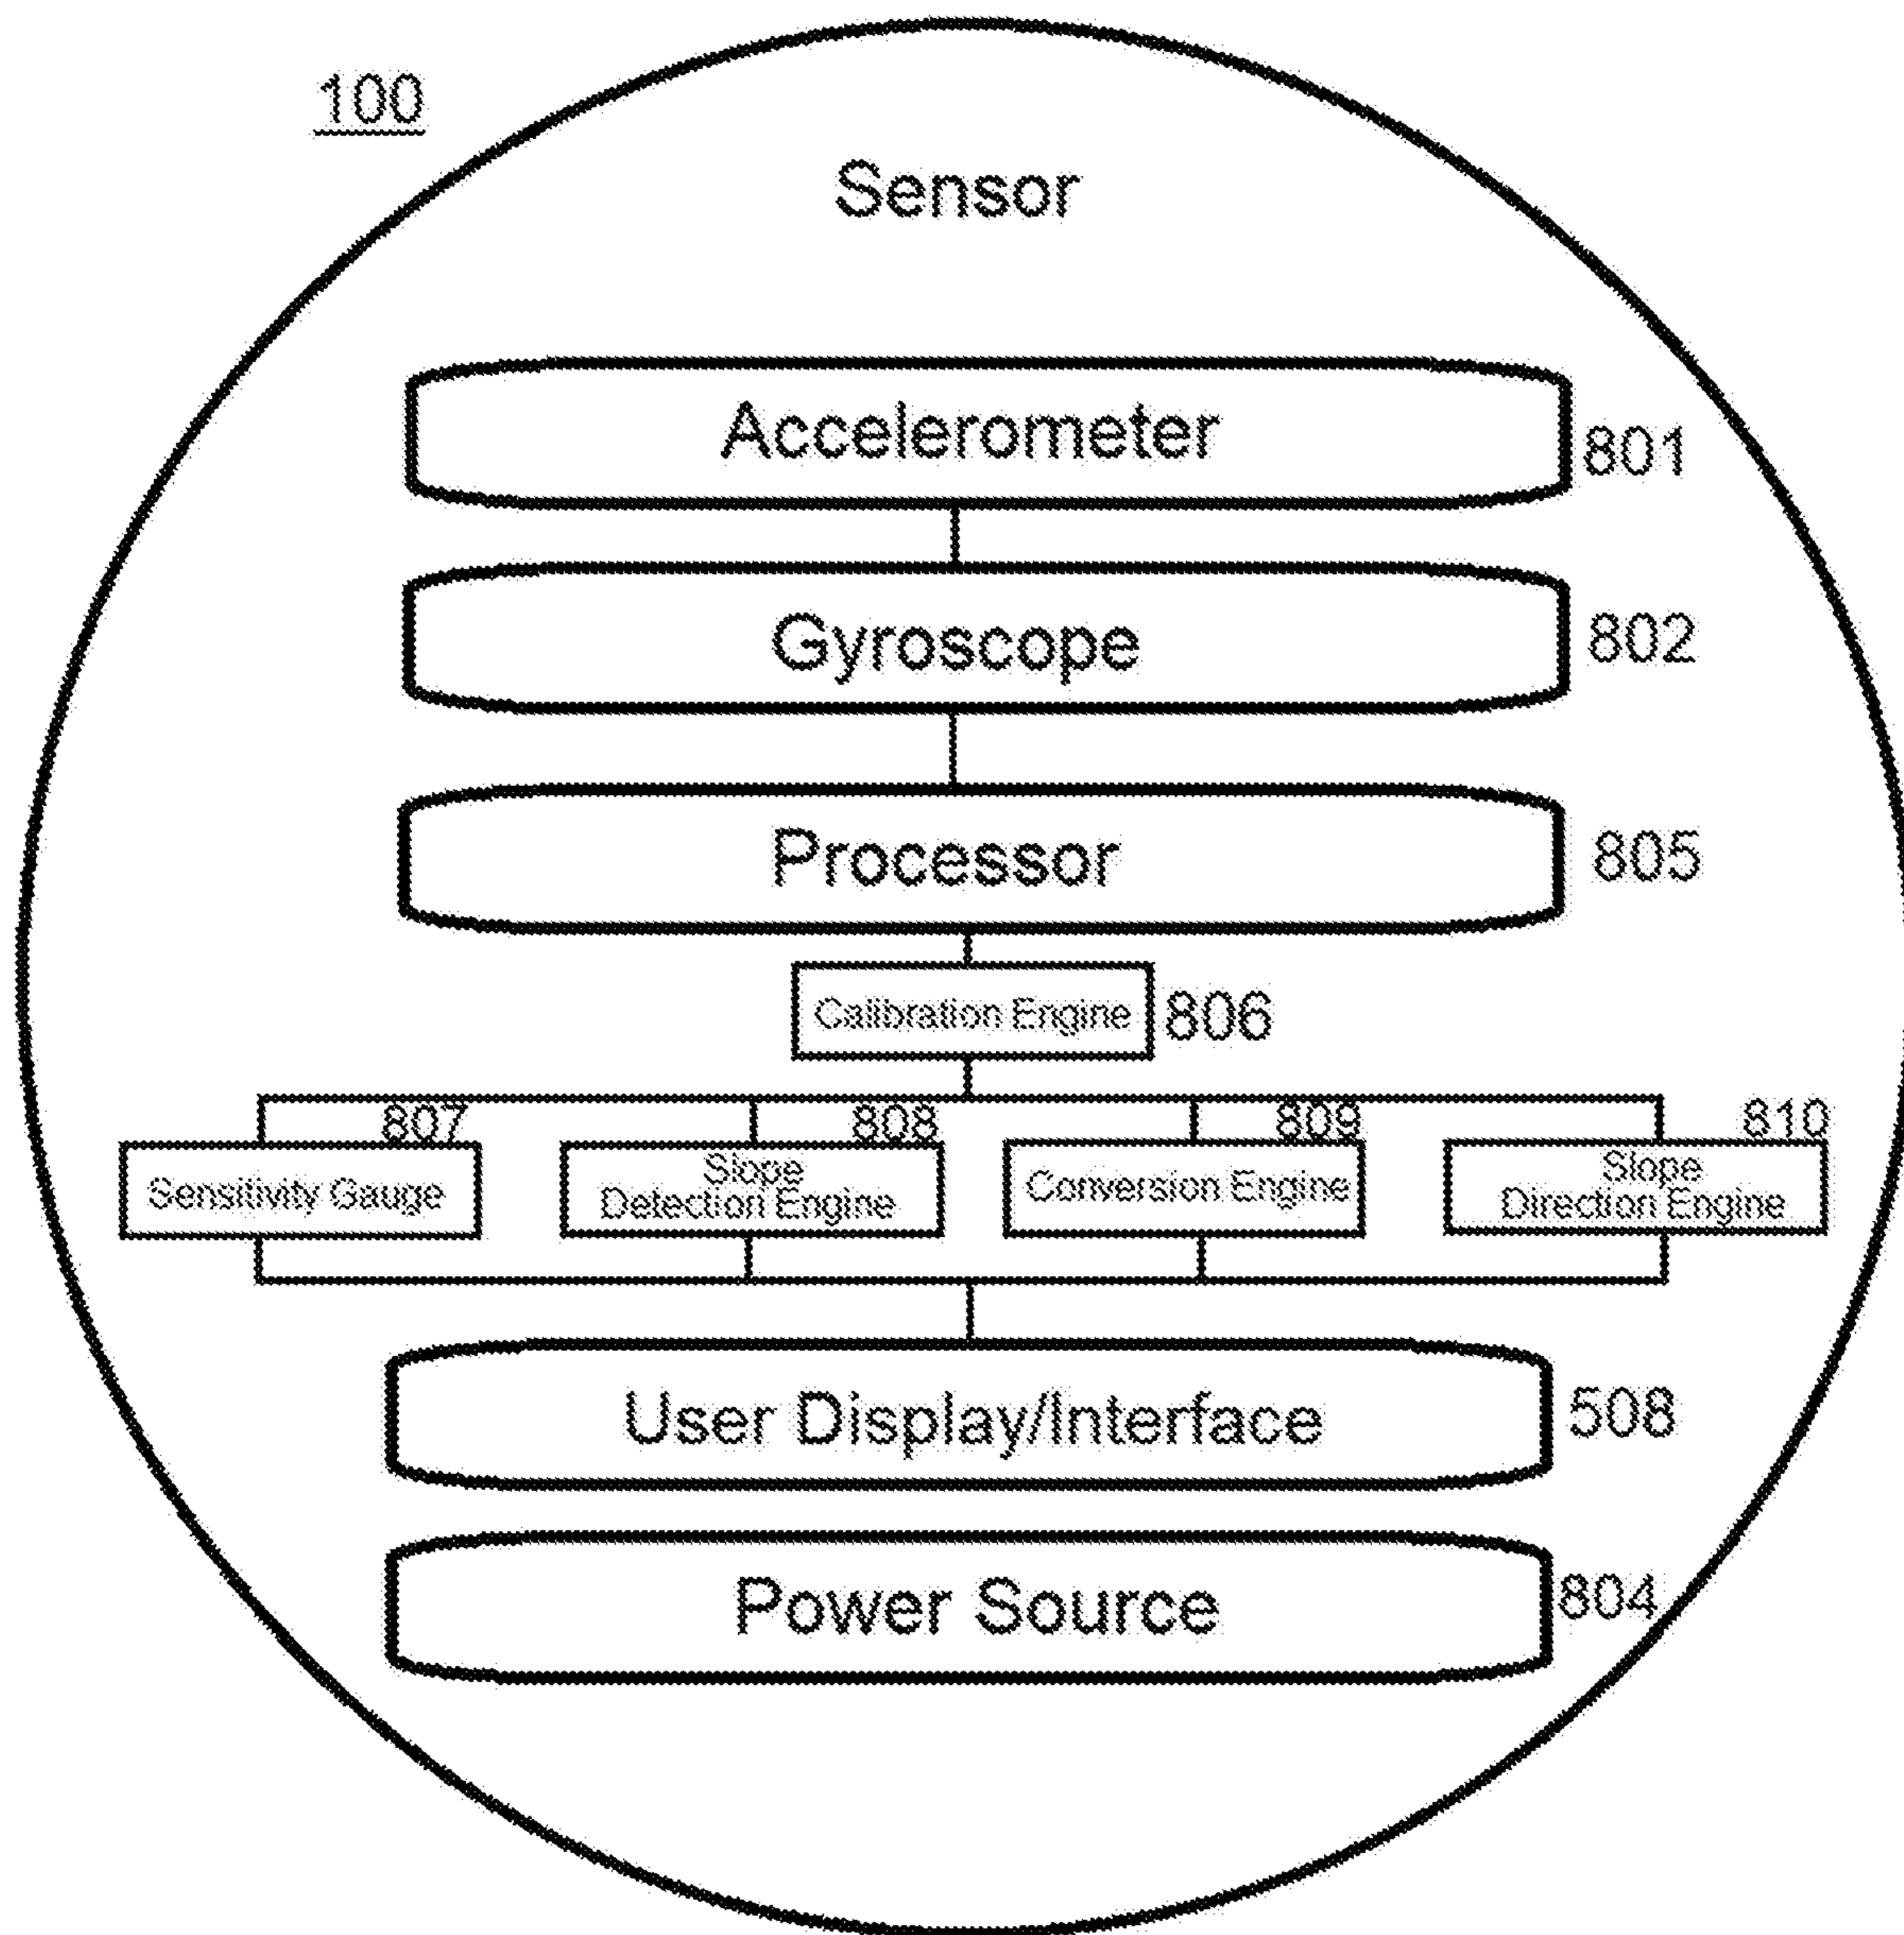 100
Sensor
Accelerometer
801
Gyroscope
802
Processor
805
Calibration Engine
806
807
808
809
810
Sensitivity Gauge
Slope
Detection Engine
Conversion Engine
Slope
Direction Engine
User Display/Interface
508
Power Source
804